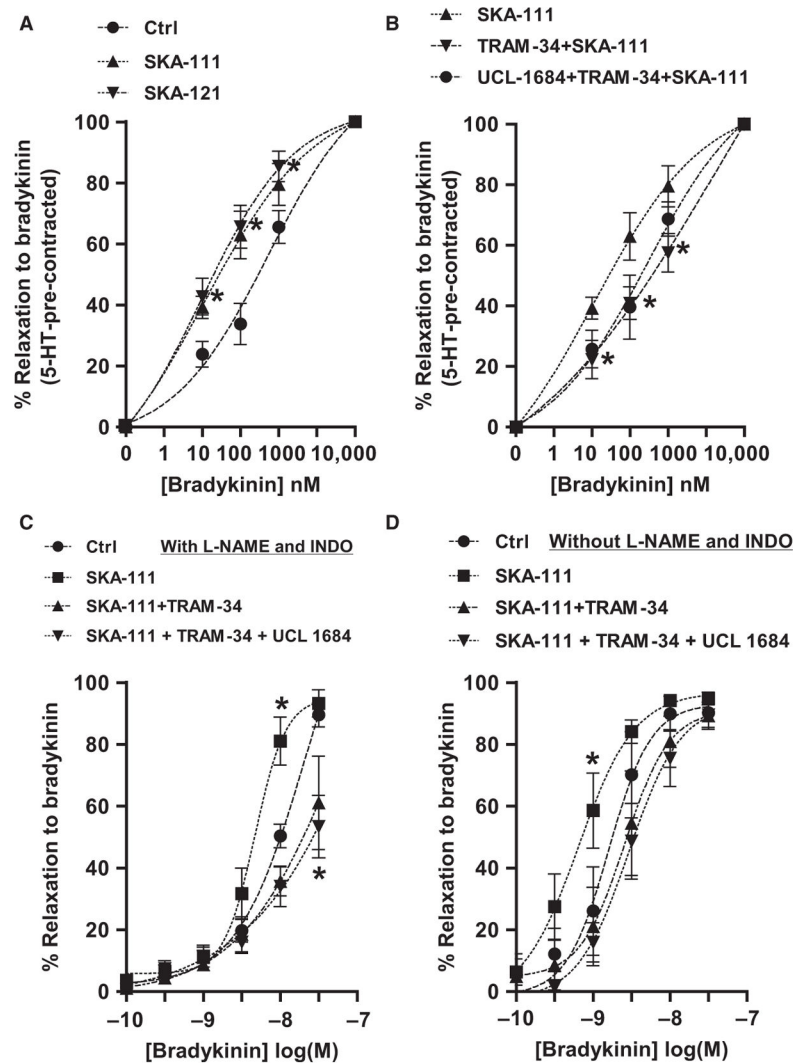 A
Ctrl
SKA-111
SKA-121
% Relaxation to bradykinin
(5-HT-pre-contracted)
100
80
60
40
20
0
*
*
*
0 1 10 100 1000 10,000
[Bradykinin] nM
B
SKA-111
TRAM-34+SKA-111
UCL-1684+TRAM-34+SKA-111
% Relaxation to bradykinin
(5-HT-pre-contracted)
100
80
60
40
20
0
*
*
*
0 1 10 100 1000 10,000
[Bradykinin] nM
C
Ctrl With L-NAME and INDO
SKA-111
SKA-111+TRAM-34
SKA-111 + TRAM-34 + UCL 1684
% Relaxation to bradykinin
100
80
60
40
20
0
*
*
–10 –9 –8 –7
[Bradykinin] log(M)
D
Ctrl Without L-NAME and INDO
SKA-111
SKA-111+TRAM-34
SKA-111 + TRAM-34 + UCL 1684
% Relaxation to bradykinin
100
80
60
40
20
0
*
–10 –9 –8 –7
[Bradykinin] log(M)